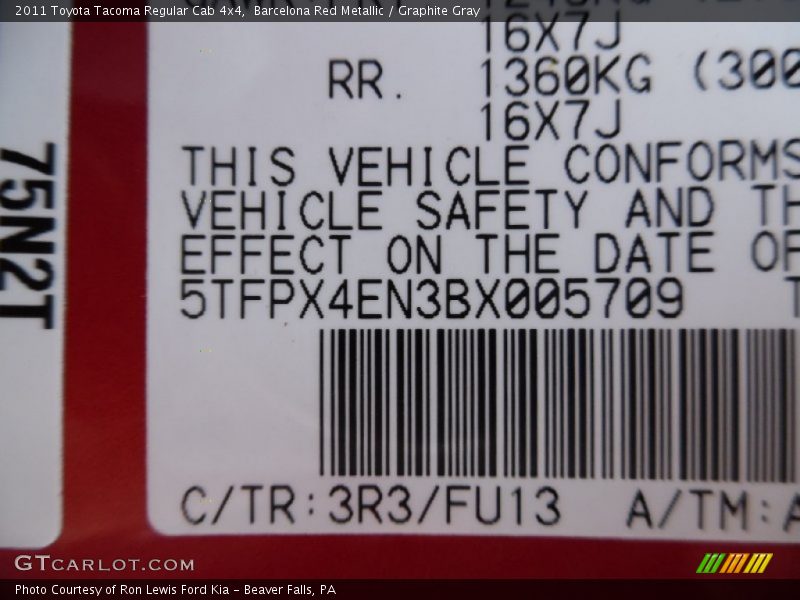 2011 Toyota Tacoma Regular Cab 4x4, Barcelona Red Metallic / Graphite Gray
16X7J
RR. 1360KG (300
16X7J
THIS VEHICLE CONFORMS
VEHICLE SAFETY AND TH
EFFECT ON THE DATE OF
5TFPX4EN3BX005709 T
C/TR:3R3/FU13 A/TM:A
75N2T
GTCARLOT.COM
Photo Courtesy of Ron Lewis Ford Kia - Beaver Falls, PA